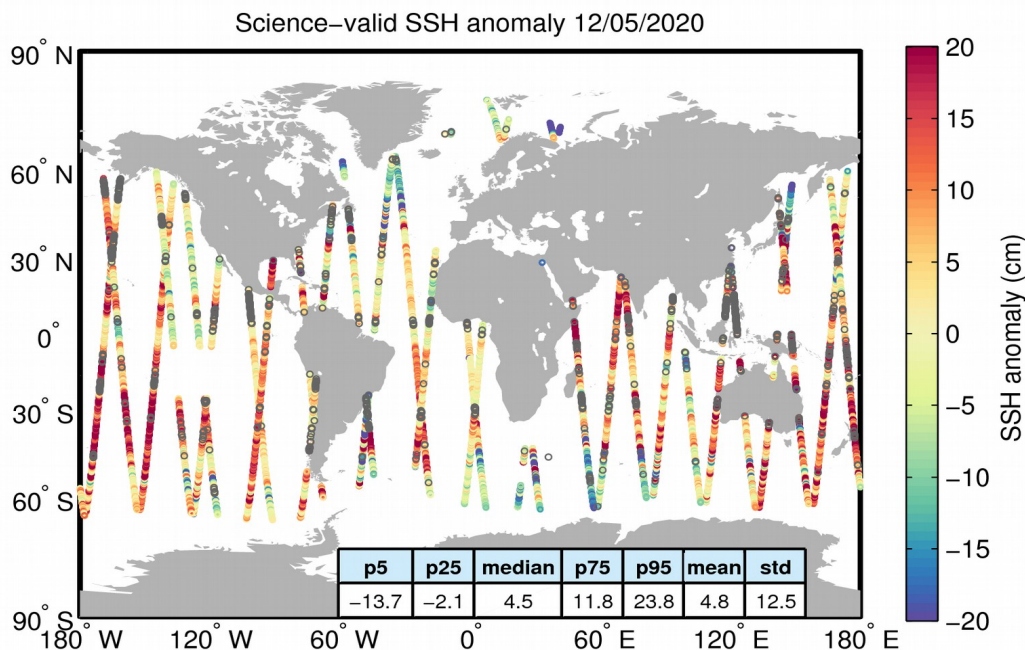 Science−valid SSH anomaly 12/05/2020
90° N
60° N
30° N
0°
30° S
60° S
90° S
180° W
120° W
60° W
0°
60° E
120° E
180° E
p5 p25 median p75 p95 mean std
−13.7 −2.1 4.5 11.8 23.8 4.8 12.5
20
15
10
5
0
−5
−10
−15
−20
SSH anomaly (cm)